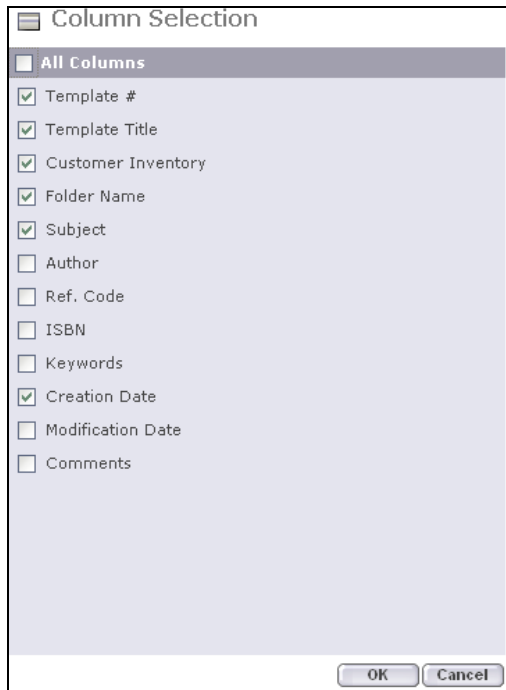 Column Selection
All Columns
Template #
Template Title
Customer Inventory
Folder Name
Subject
Author
Ref. Code
ISBN
Keywords
Creation Date
Modification Date
Comments
OK Cancel